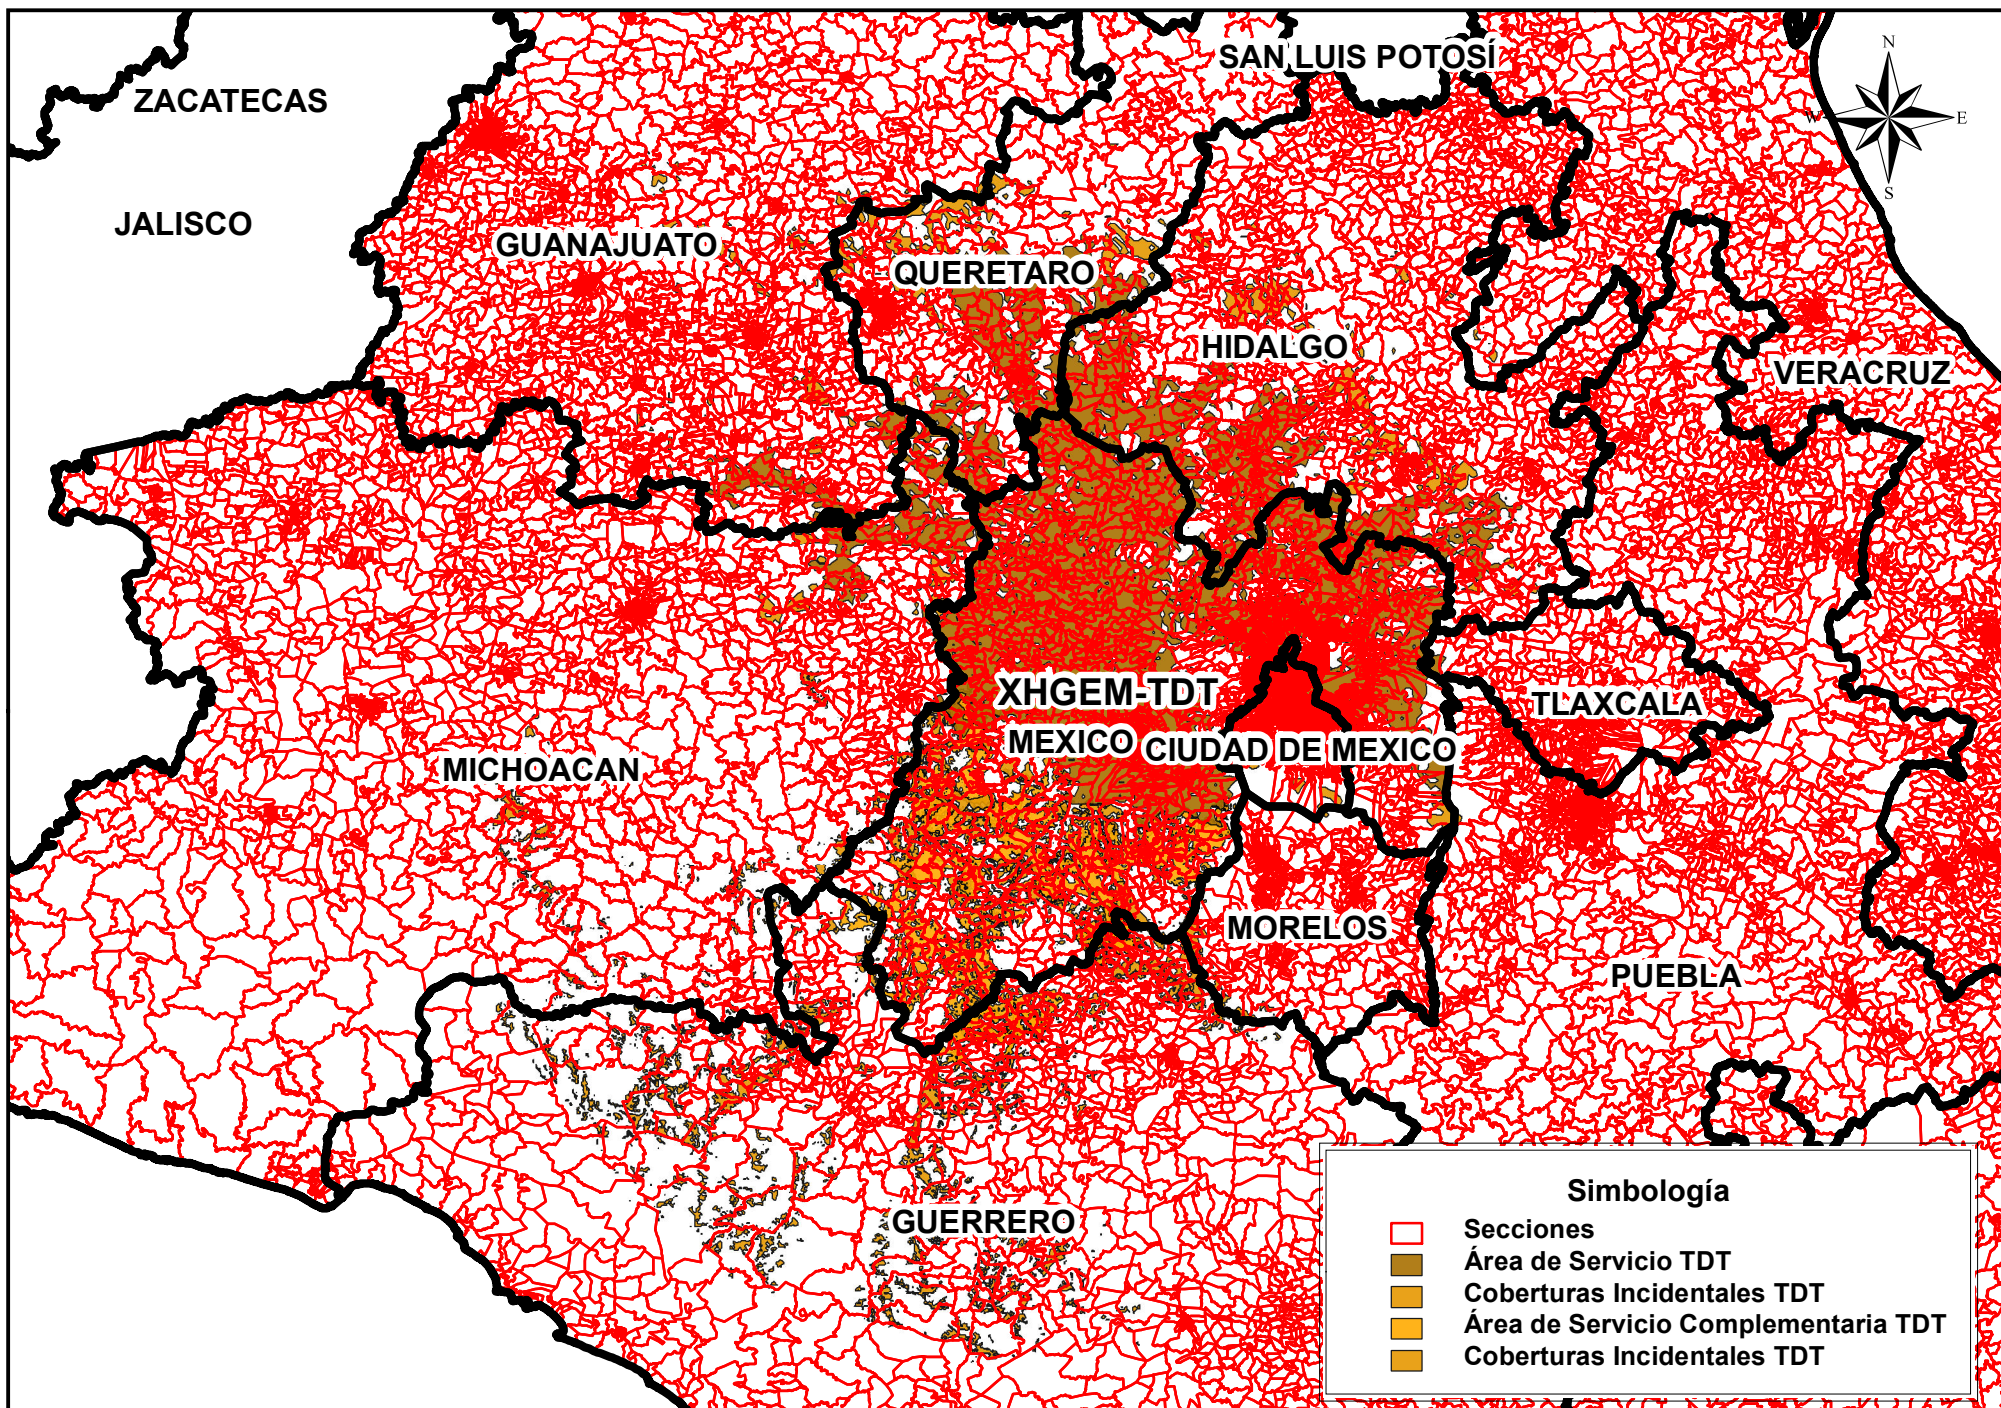 SAN LUIS POTOSÍ
N
ZACATECAS
W
E
S
JALISCO
GUANAJUATO
QUERETARO
HIDALGO
VERACRUZ
XHGEM-TDT
TLAXCALA
MEXICO
CIUDAD DE MEXICO
MICHOACAN
MORELOS
PUEBLA
GUERRERO
Simbología
Secciones
Área de Servicio TDT
Coberturas Incidentales TDT
Área de Servicio Complementaria TDT
Coberturas Incidentales TDT